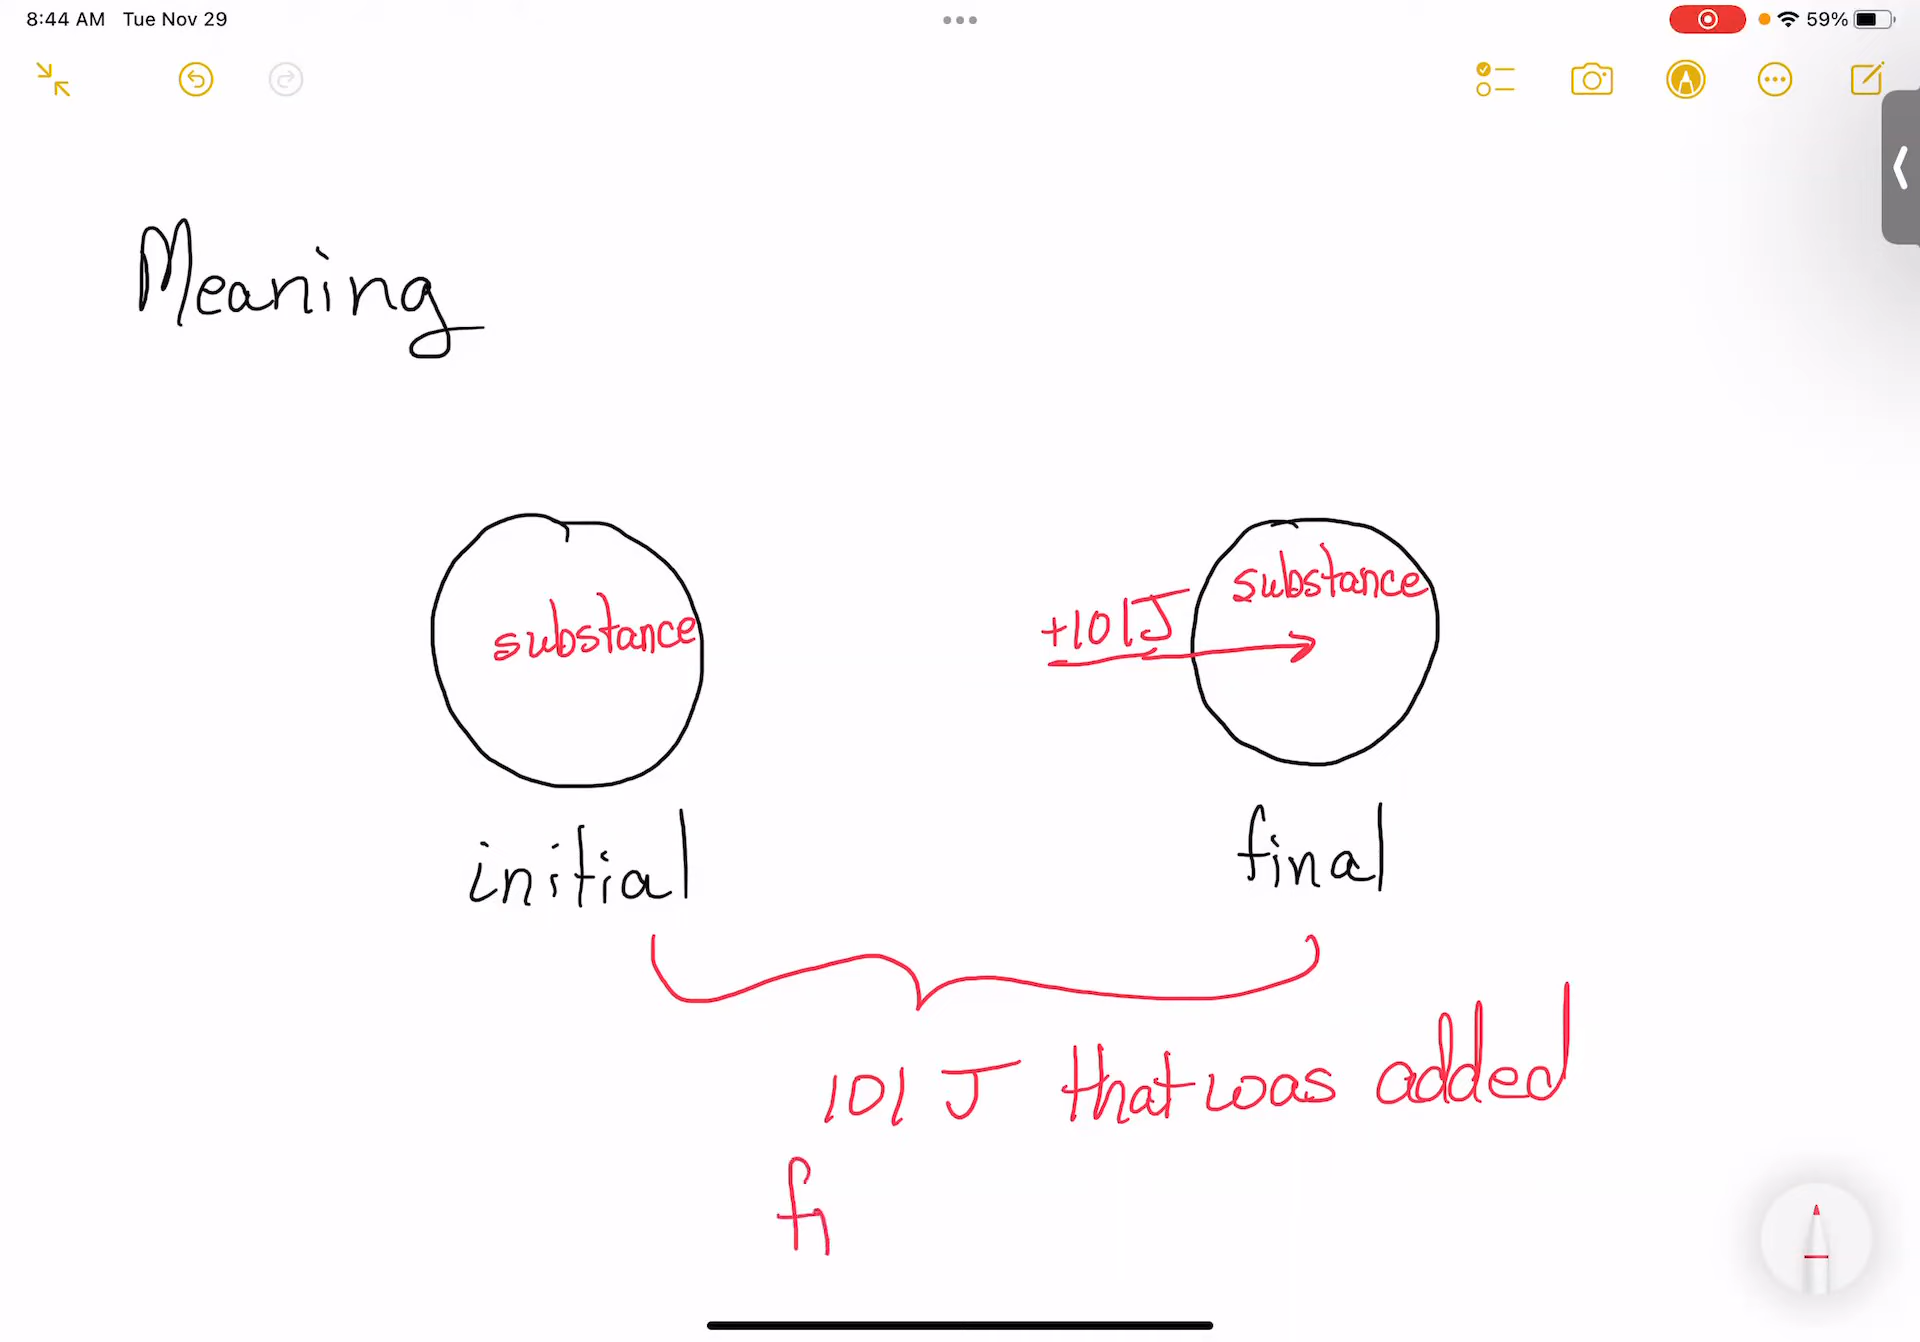 8:44 AM Tue Nov 29
59%
Meaning
substance
substance
+101J
initial
final
101 J that was added